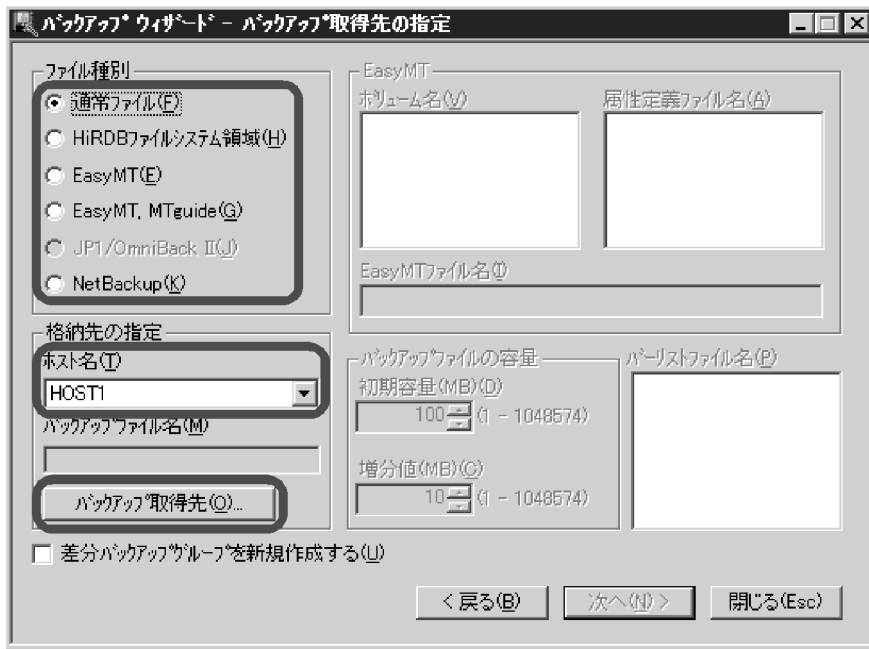 バックアップ ウィザード - バックアップ取得先の指定
ファイル種別
通常ファイル(F)
HiRDBファイルシステム領域(H)
EasyMT(E)
EasyMT, MTguide(G)
JP1/OmniBack II(J)
NetBackup(K)
格納先の指定
ホスト名(T)
HOST1
バックアップファイル名(M)
バックアップ取得先(O)...
差分バックアップグループを新規作成する(U)
EasyMT
ボリューム名(V)
属性定義ファイル名(A)
EasyMTファイル名(I)
バックアップファイルの容量
初期容量(MB)(D)
100 (1 - 1048574)
増分値(MB)(C)
10 (1 - 1048574)
バーリストファイル名(P)
< 戻る(B)
次へ(N) >
閉じる(Esc)